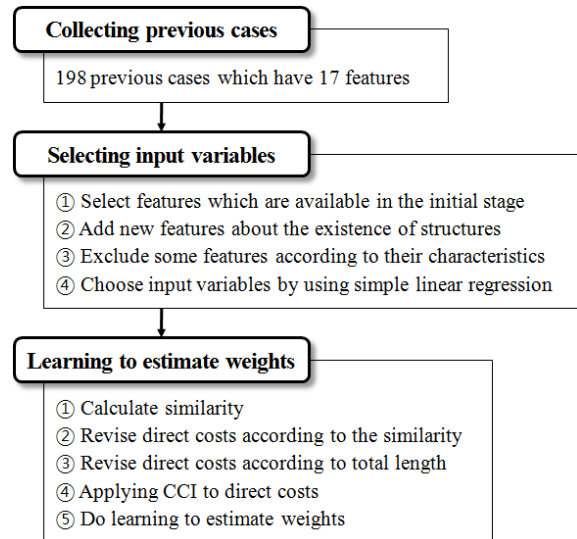 Collecting previous cases
198 previous cases which have 17 features
Selecting input variables
① Select features which are available in the initial stage
② Add new features about the existence of structures
③ Exclude some features according to their characteristics
④ Choose input variables by using simple linear regression
Learning to estimate weights
① Calculate similarity
② Revise direct costs according to the similarity
③ Revise direct costs according to total length
④ Applying CCI to direct costs
⑤ Do learning to estimate weights